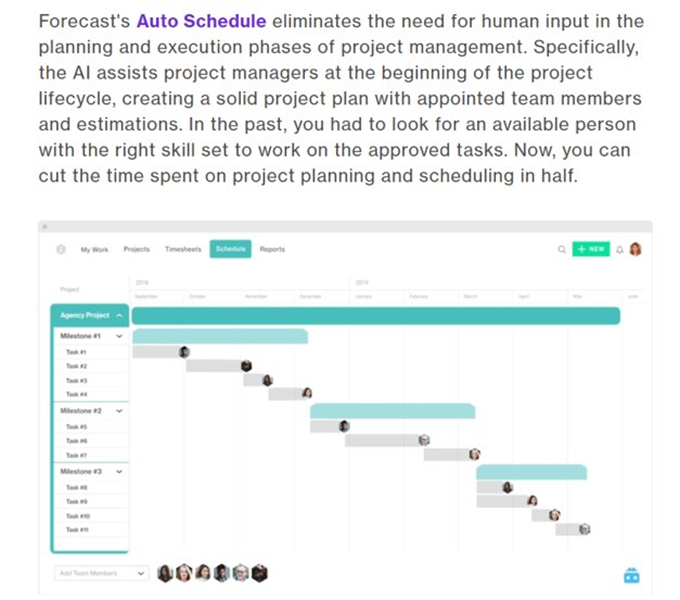 Forecast's Auto Schedule eliminates the need for human input in the
planning and execution phases of project management. Specifically,
the AI assists project managers at the beginning of the project
lifecycle, creating a solid project plan with appointed team members
and estimations. In the past, you had to look for an available person
with the right skill set to work on the approved tasks. Now, you can
cut the time spent on project planning and scheduling in half.
My Work Projects Timesheets Schedule Reports + NEW
Project
September October November December January February March April May June
Agency Project
Milestone #1
Task #1
Task #2
Task #3
Task #4
Milestone #2
Task #5
Task #6
Task #7
Milestone #3
Task #8
Task #9
Task #10
Task #11
Add Team Members